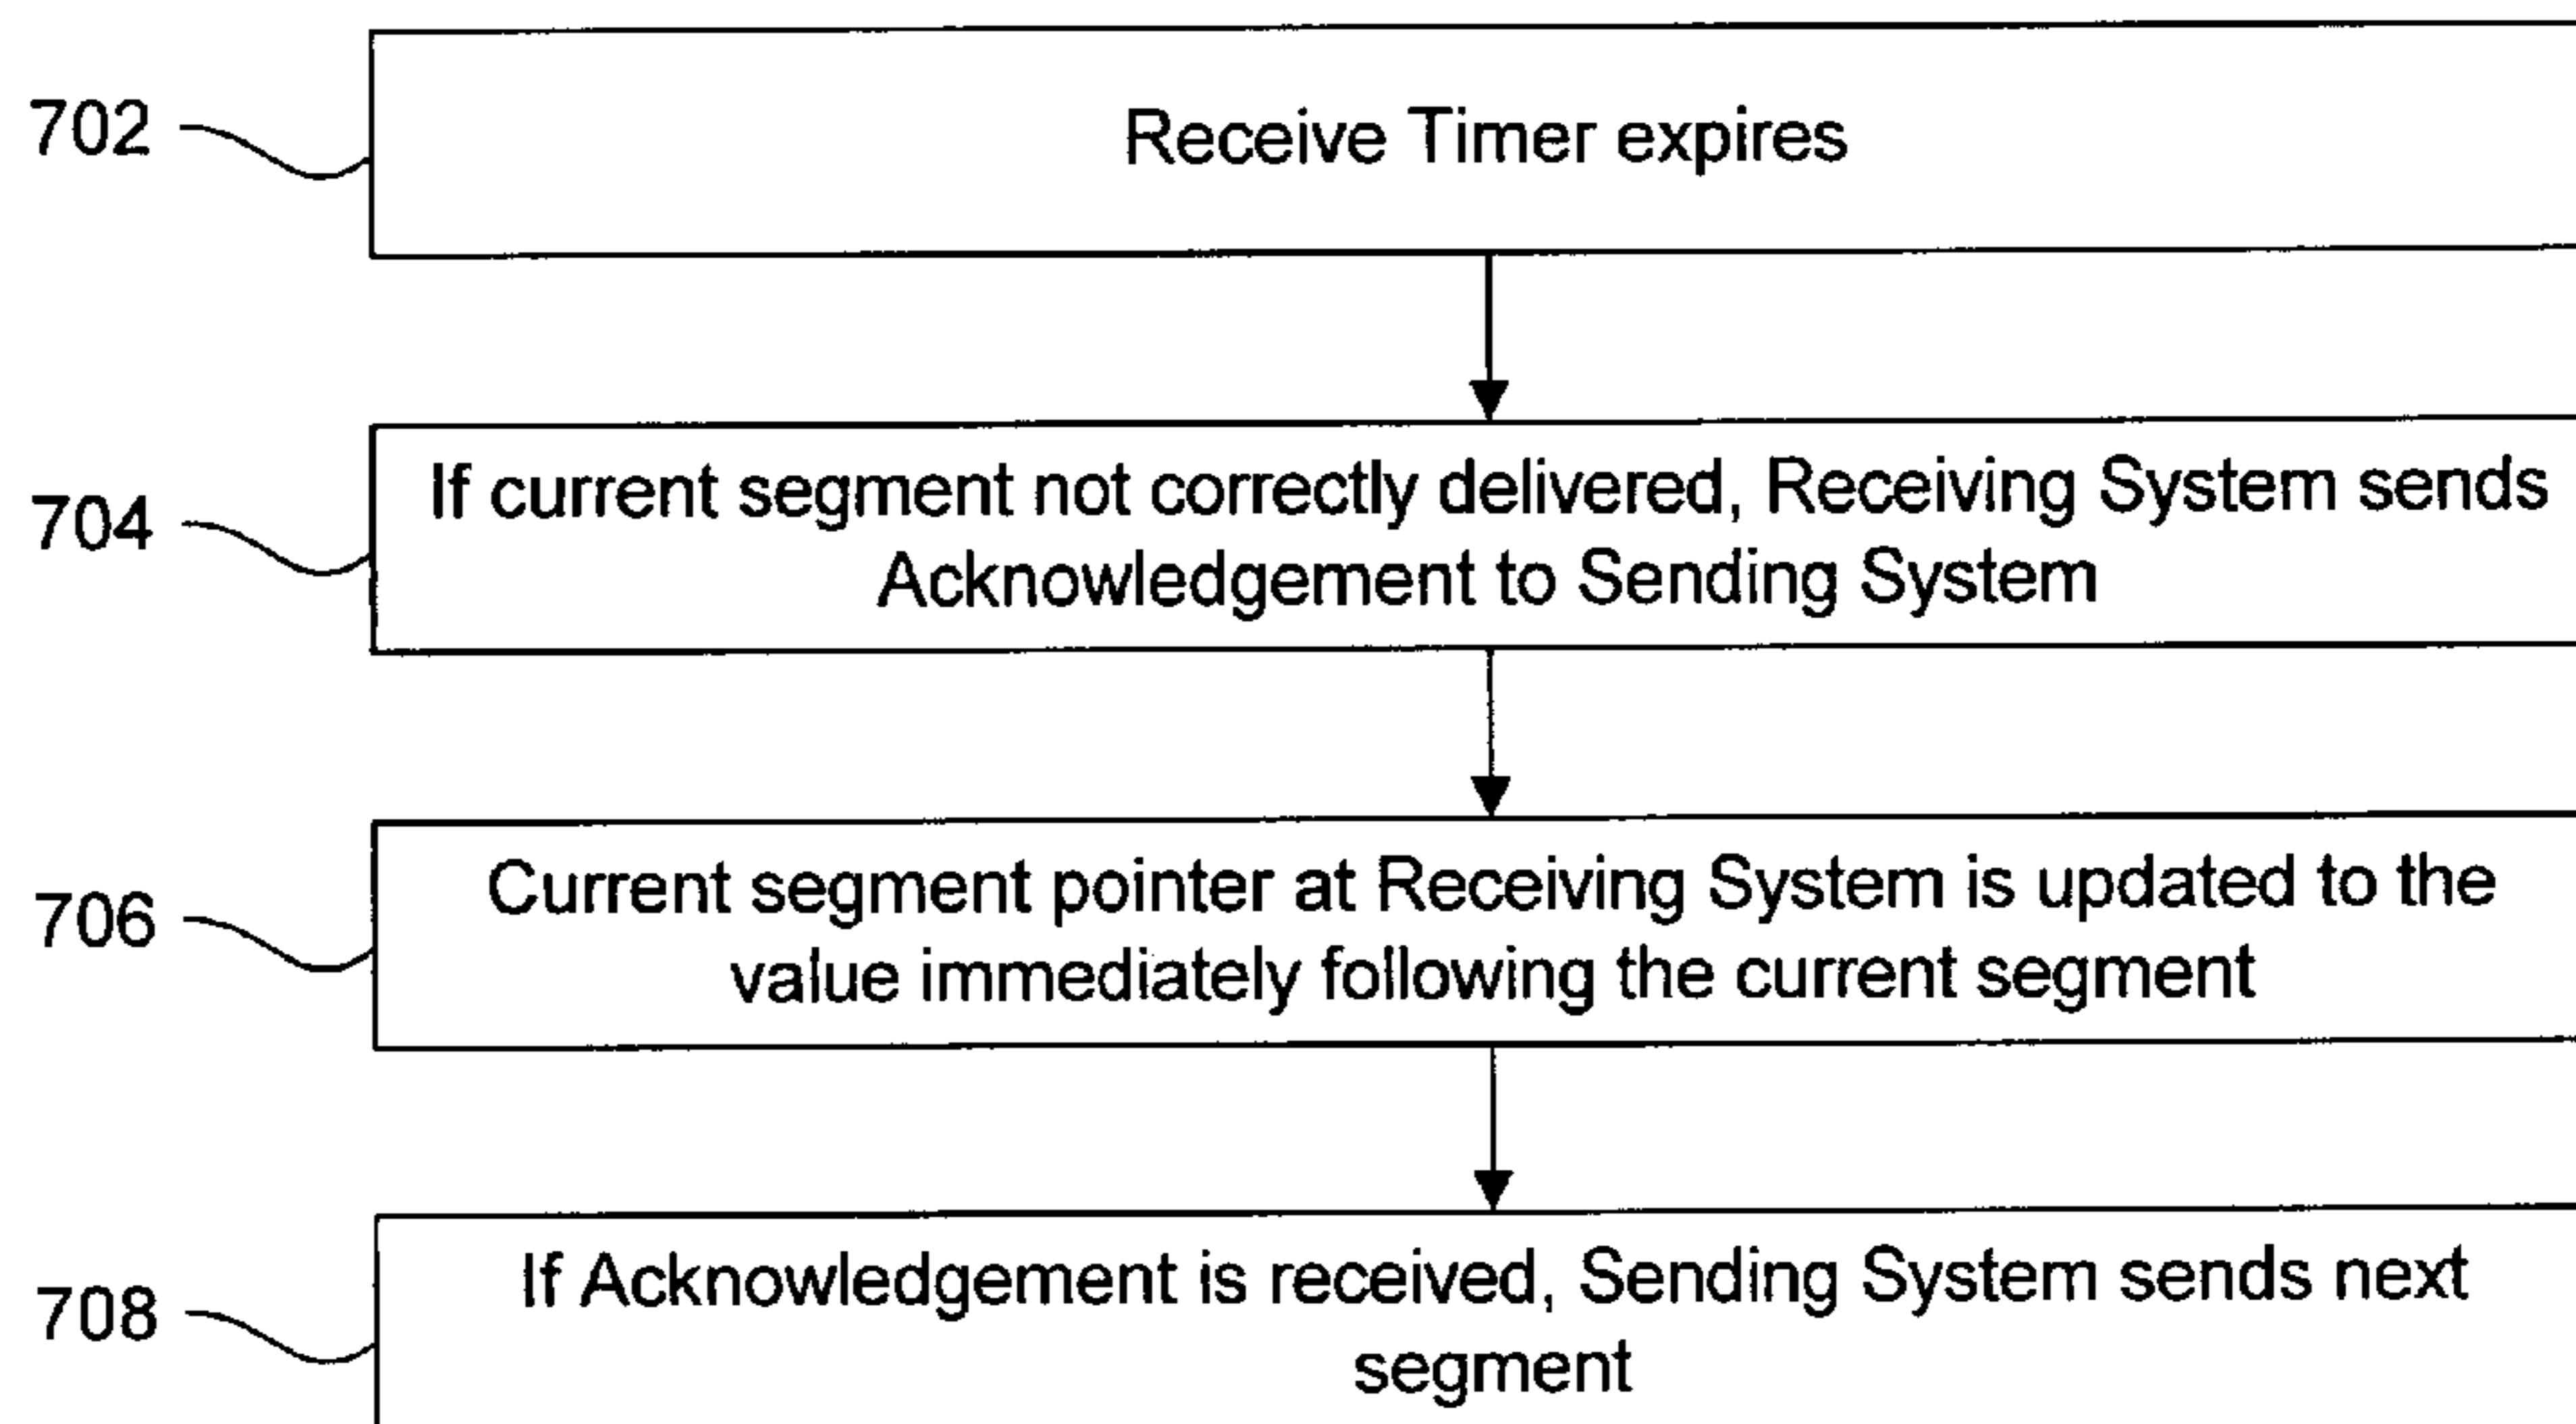 702
Receive Timer expires
704
If current segment not correctly delivered, Receiving System sends
Acknowledgement to Sending System
706
Current segment pointer at Receiving System is updated to the
value immediately following the current segment
708
If Acknowledgement is received, Sending System sends next
segment